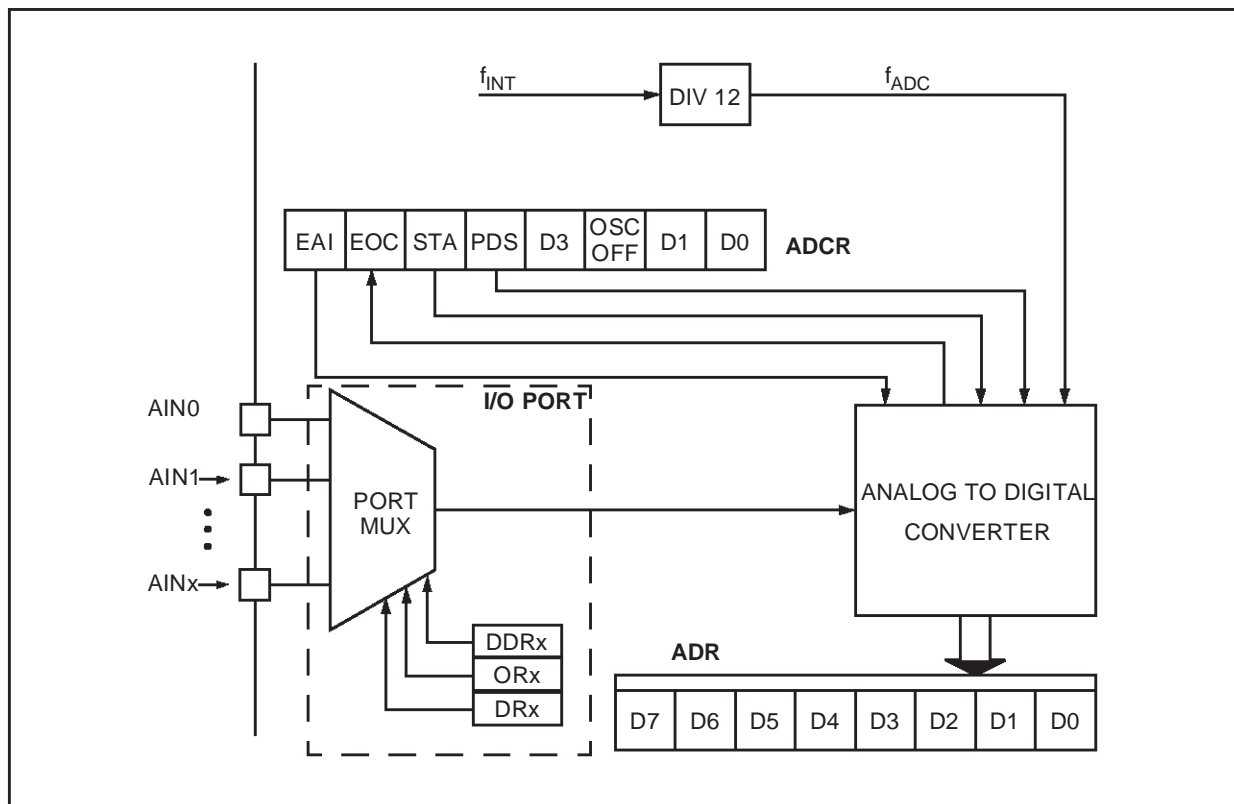 fINT
DIV 12
fADC
EAI EOC STA PDS D3 OSC OFF D1 D0
ADCR
I/O PORT
AIN0
AIN1
AINx
PORT
MUX
ANALOG TO DIGITAL
CONVERTER
DDRx
ORx
DRx
ADR
D7 D6 D5 D4 D3 D2 D1 D0